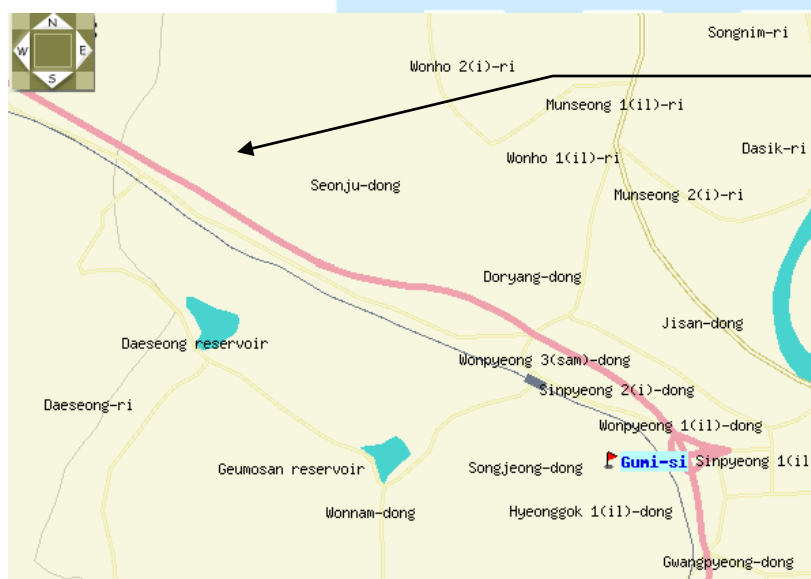 N
W E
S
Songnim-ri
Wonho 2(i)-ri
Munseong 1(il)-ri
Dasik-ri
Wonho 1(il)-ri
Seonju-dong
Munseong 2(i)-ri
Doryang-dong
Jisan-dong
Daeseong reservoir
Wonpyeong 3(sam)-dong
Sinpyeong 2(i)-dong
Daeseong-ri
Wonpyeong 1(il)-dong
Gumi-si
Sinpyeong 1(il
Geumosan reservoir
Songjeong-dong
Wonnam-dong
Hyeonggok 1(il)-dong
Gwangpyeong-dong